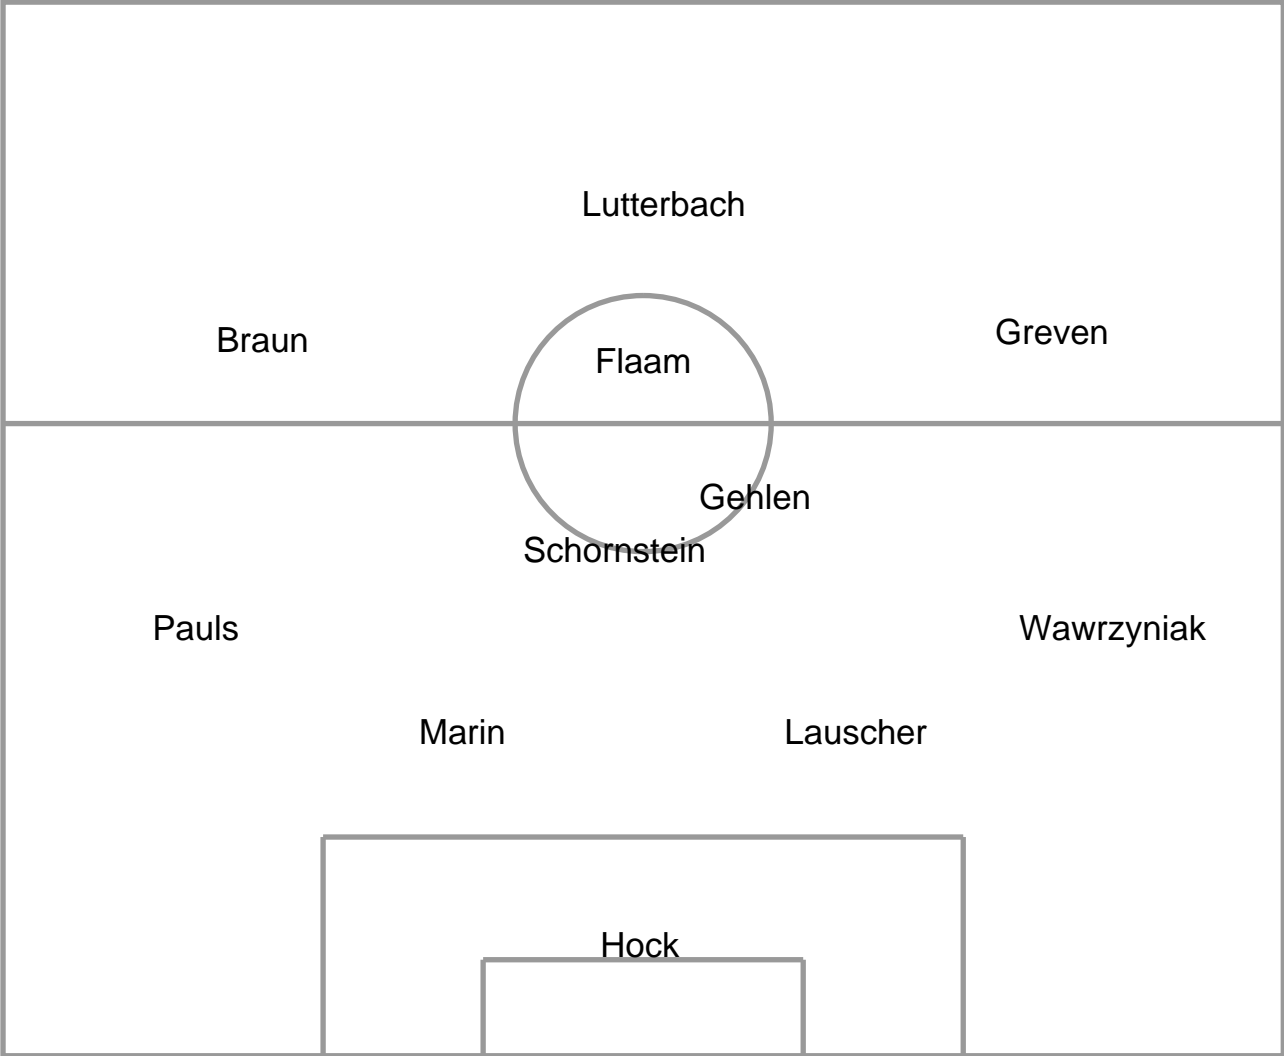 Lutterbach
Braun
Flaam
Greven
Gehlen
Schornstein
Pauls
Wawrzyniak
Marin
Lauscher
Hock